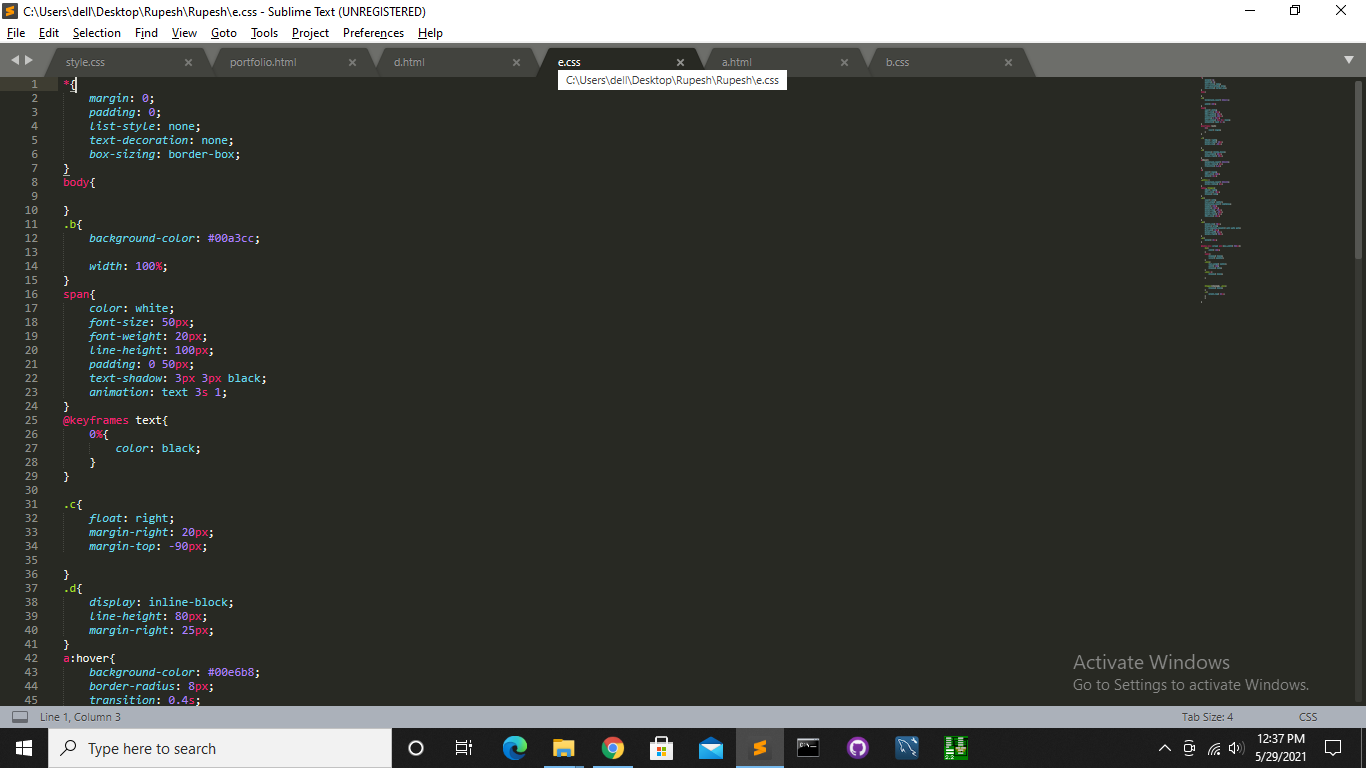 C:\Users\dell\Desktop\Rupesh\Rupesh\e.css - Sublime Text (UNREGISTERED)
File Edit Selection Find View Goto Tools Project Preferences Help
style.css portfolio.html d.html e.css a.html b.css
C:\Users\dell\Desktop\Rupesh\Rupesh\e.css
1 *{
2 margin: 0;
3 padding: 0;
4 list-style: none;
5 text-decoration: none;
6 box-sizing: border-box;
7 }
8 body{
9
10 }
11 .b{
12 background-color: #00a3cc;
13
14 width: 100%;
15 }
16 span{
17 color: white;
18 font-size: 50px;
19 font-weight: 20px;
20 line-height: 100px;
21 padding: 0 50px;
22 text-shadow: 3px 3px black;
23 animation: text 3s 1;
24 }
25 @keyframes text{
26 0%{
27 color: black;
28 }
29 }
30
31 .c{
32 float: right;
33 margin-right: 20px;
34 margin-top: -90px;
35
36 }
37 .d{
38 display: inline-block;
39 line-height: 80px;
40 margin-right: 25px;
41 }
42 a:hover{
43 background-color: #00e6b8;
44 border-radius: 8px;
45 transition: 0.4s;
Activate Windows
Go to Settings to activate Windows.
Line 1, Column 3 Tab Size: 4 CSS
Type here to search
12:37 PM
5/29/2021